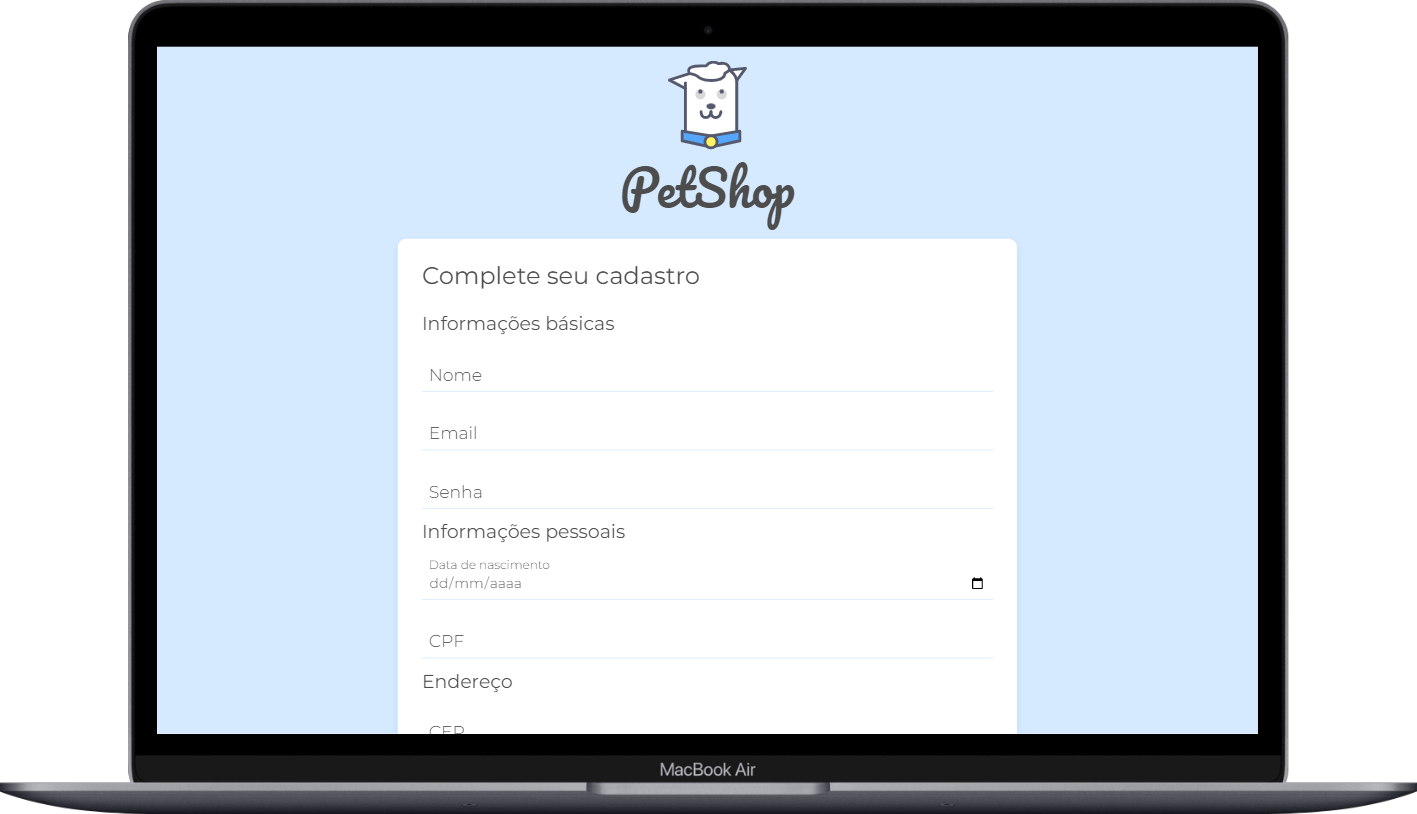 PetShop
Complete seu cadastro
Informações básicas
Nome
Email
Senha
Informações pessoais
Data de nascimento
dd/mm/aaaa
CPF
Endereço
CEP
MacBook Air